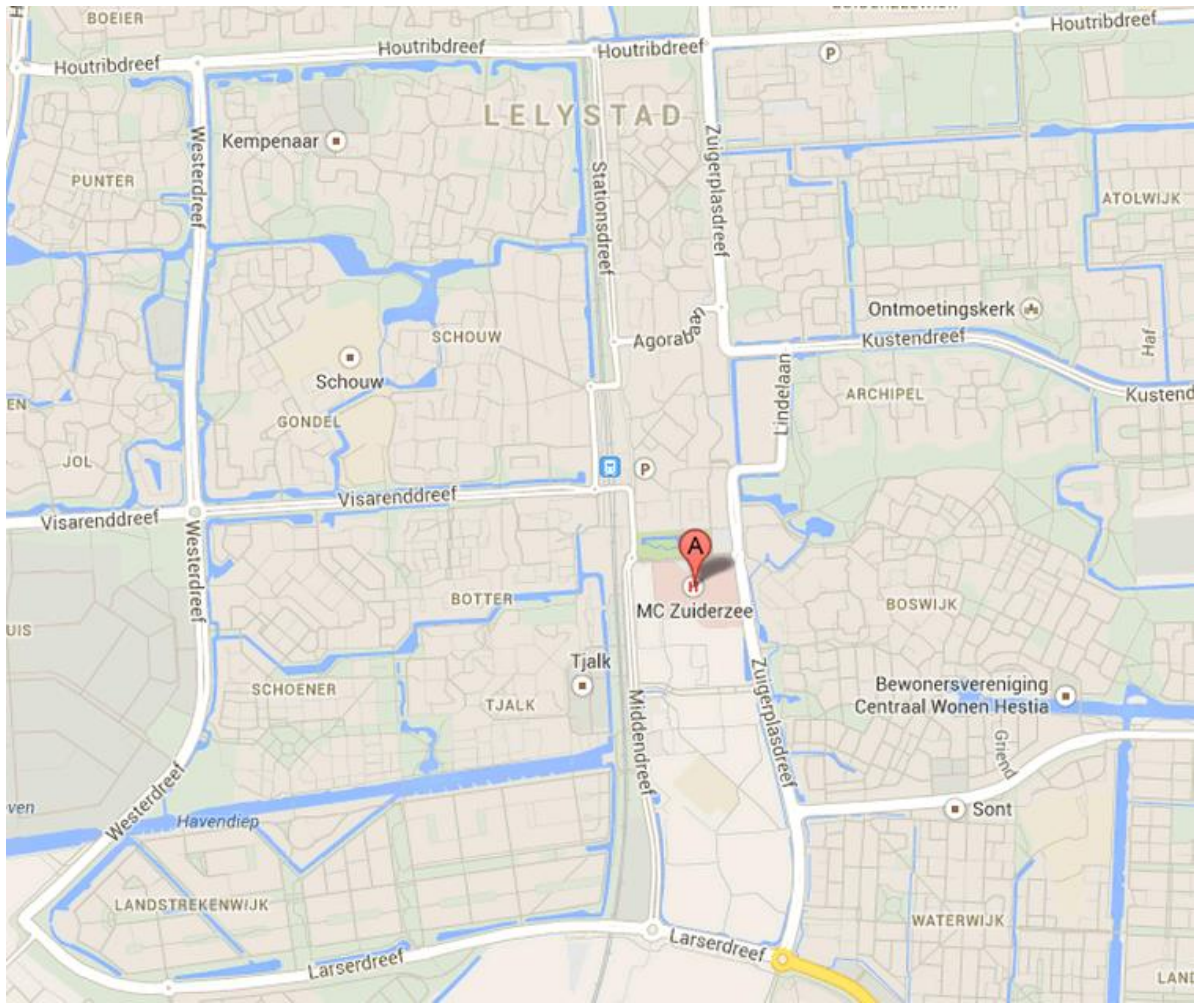 BOEIER
Houtribdreef
Houtribdreef
Houtribdreef
Houtribdreef
P
LELYSTAD
Kempenaar
Westerdreef
Stationsdreef
Zuigerplasdreef
PUNTER
ATOLWIJK
Ontmoetingskerk
Agorabaan
Kustendreef
SCHOUW
Schouw
Haf
Lindelaan
ARCHIPEL
Kustend
EN
GONDEL
JOL
P
Visarenddreef
Visarenddreef
Westerdreef
A
H
MC Zuiderzee
BOTTER
BOSWIJK
UIS
Tjalk
Zuigerplasdreef
SCHOENER
TJALK
Middendreef
Bewonersvereniging
Centraal Wonen Hestia
Griend
Westerdreef
ven
Havendiep
Sont
LANDSTREKENWIJK
WATERWIJK
Larserdreef
Larserdreef
LAND